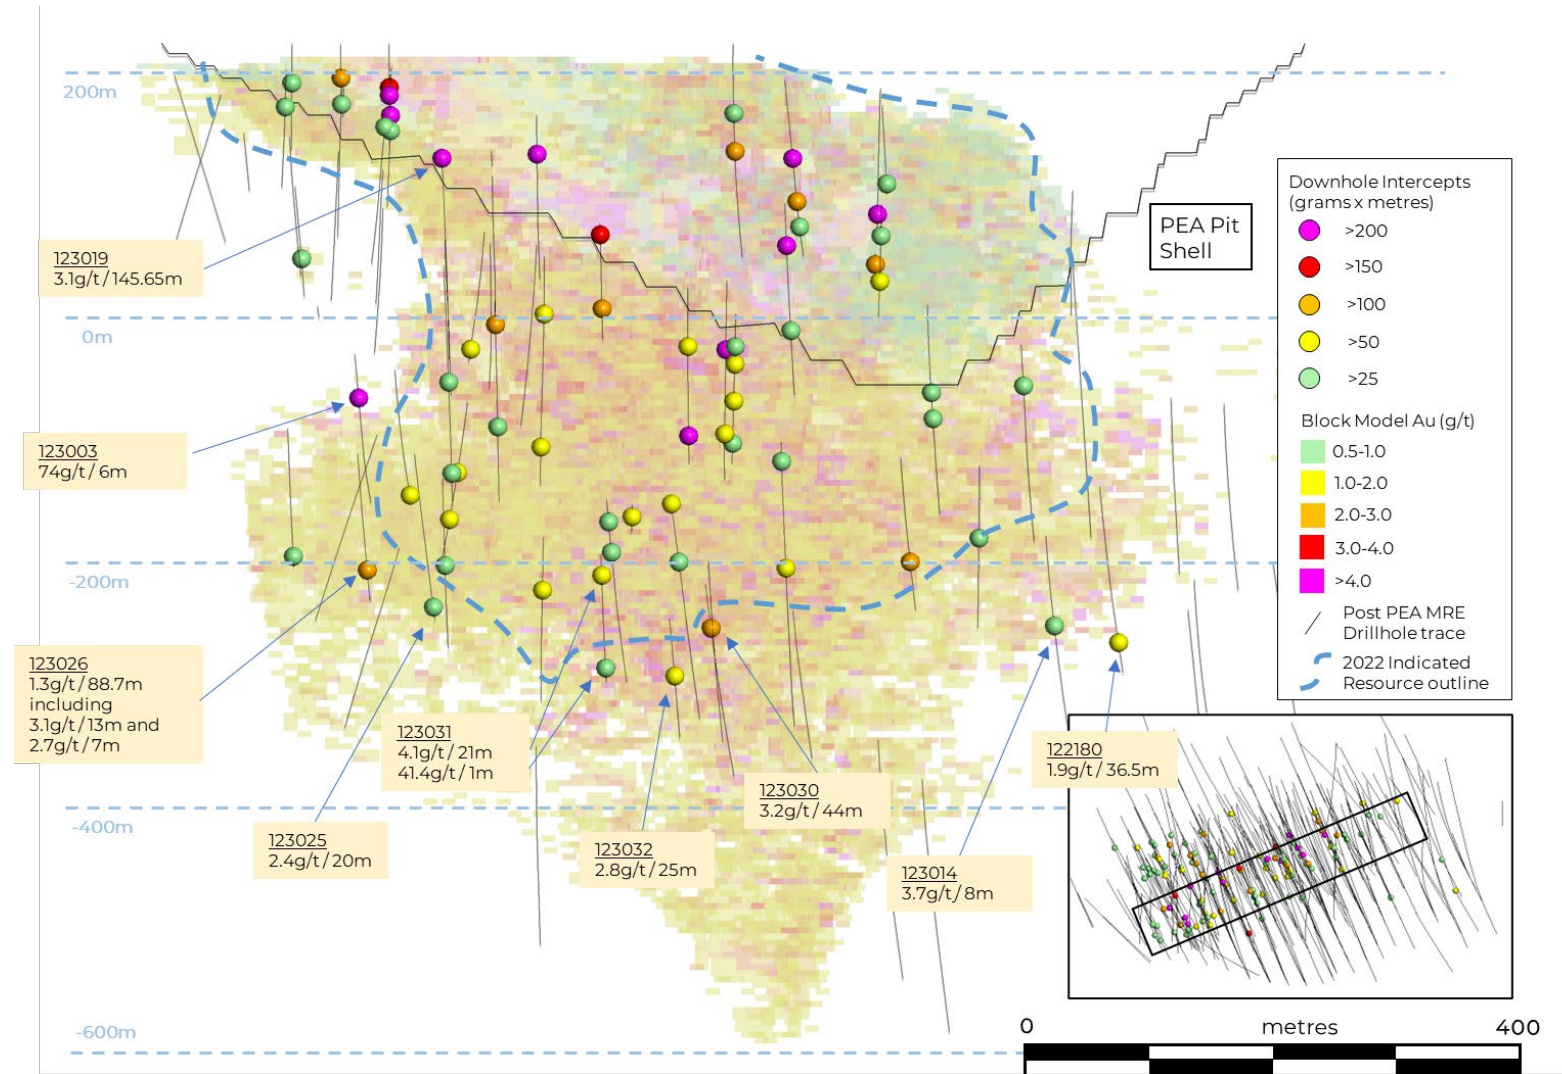 200m
0m
-200m
-400m
-600m
123019
3.1g/t/145.65m
123003
74g/t/6m
123026
1.3g/t/88.7m
including
3.1g/t/13m and
2.7g/t/7m
123025
2.4g/t/20m
123031
4.1g/t/21m
41.4g/t/1m
123032
2.8g/t/25m
123030
3.2g/t/44m
123014
3.7g/t/8m
122180
1.9g/t/36.5m
PEA Pit
Shell
Downhole Intercepts
(grams x metres)
>200
>150
>100
>50
>25
Block Model Au (g/t)
0.5-1.0
1.0-2.0
2.0-3.0
3.0-4.0
>4.0
Post PEA MRE
Drillhole trace
2022 Indicated
Resource outline
0 metres 400